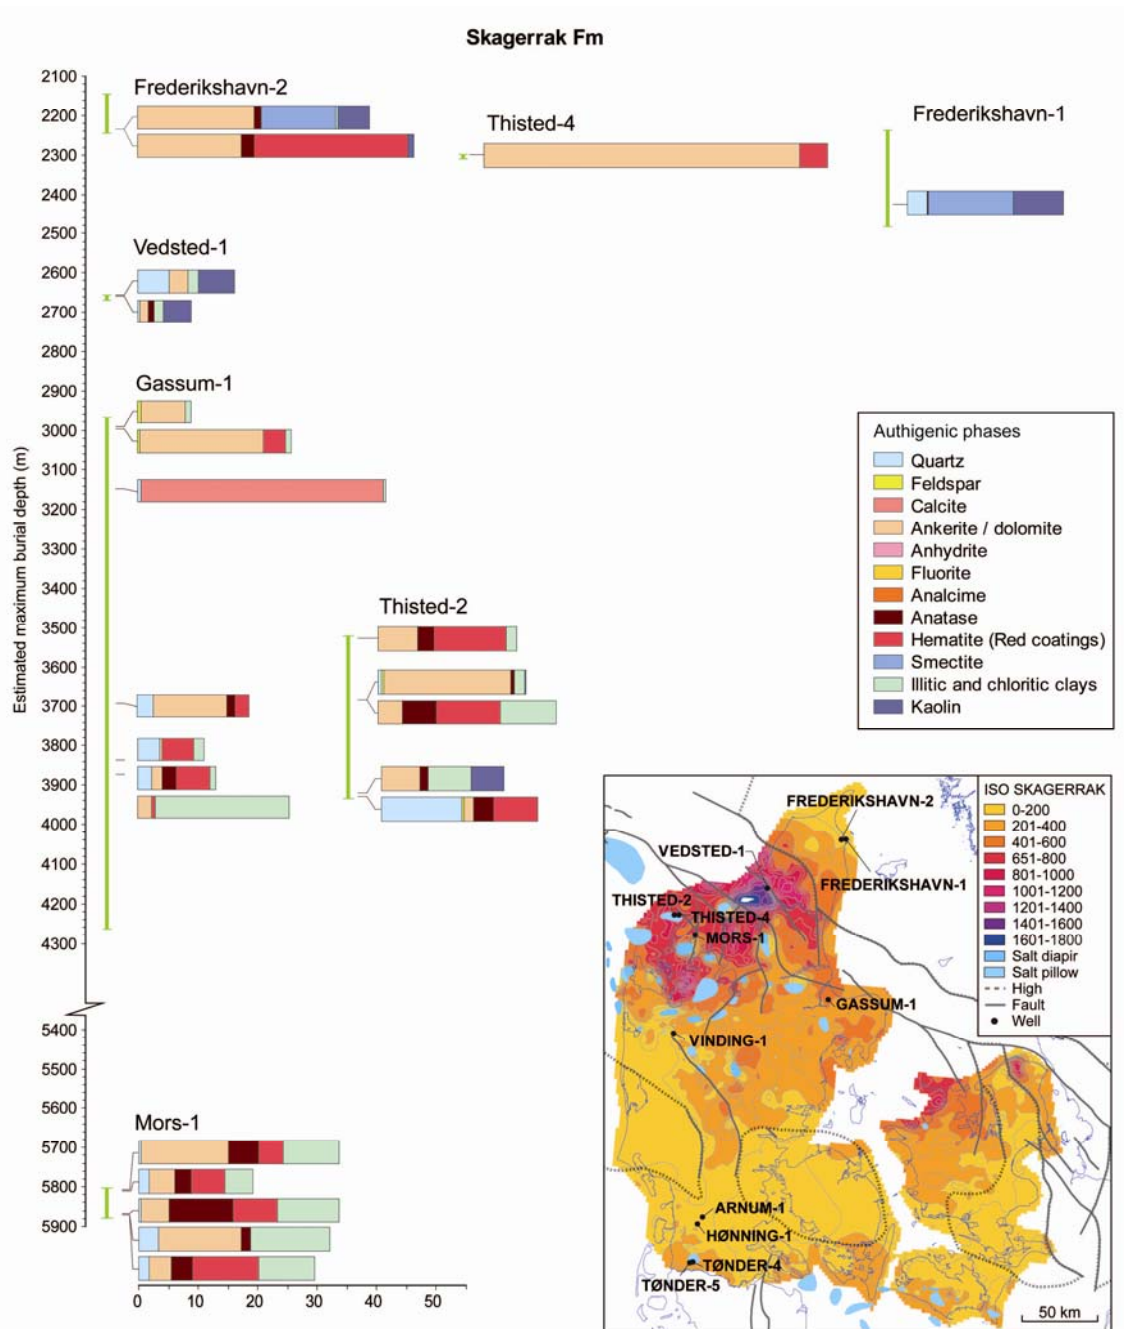 Skagerrak Fm
Estimated maximum burial depth (m)
2100
2200
2300
2400
2500
2600
2700
2800
2900
3000
3100
3200
3300
3400
3500
3600
3700
3800
3900
4000
4100
4200
4300
5400
5500
5600
5700
5800
5900
Frederikshavn-2
Thisted-4
Frederikshavn-1
Vedsted-1
Gassum-1
Thisted-2
Mors-1
0 10 20 30 40 50
Authigenic phases
Quartz
Feldspar
Calcite
Ankerite / dolomite
Anhydrite
Fluorite
Analcime
Anatase
Hematite (Red coatings)
Smectite
Illitic and chloritic clays
Kaolin
FREDERIKSHAVN-2
VEDSTED-1
FREDERIKSHAVN-1
THISTED-2
THISTED-4
MORS-1
GASSUM-1
VINDING-1
ARNUM-1
HØNNING-1
TØNDER-4
TØNDER-5
ISO SKAGERRAK
0-200
201-400
401-600
651-800
801-1000
1001-1200
1201-1400
1401-1600
1601-1800
Salt diapir
Salt pillow
High
Fault
Well
50 km